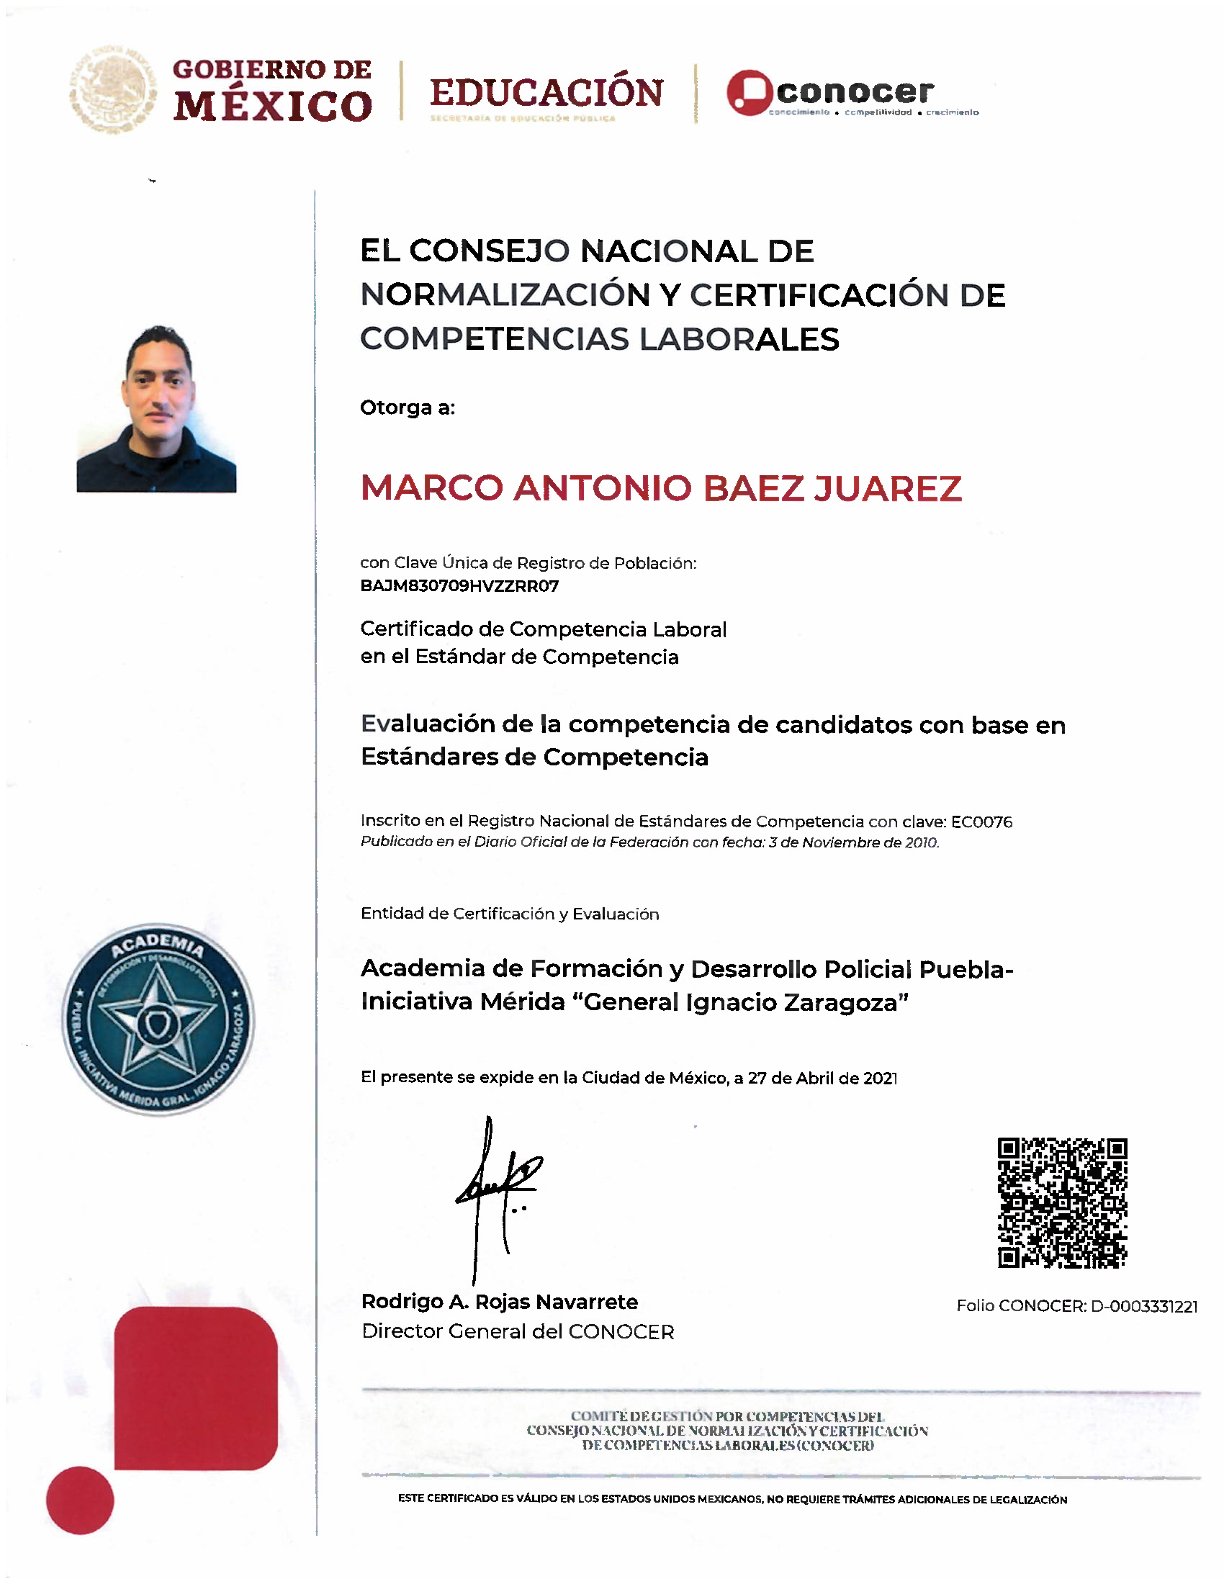 GOBIERNO DE
MÉXICO
EDUCACIÓN
SECRETARÍA DE EDUCACIÓN PÚBLICA
conocer
conocimiento • competitividad • crecimiento
EL CONSEJO NACIONAL DE
NORMALIZACIÓN Y CERTIFICACIÓN DE
COMPETENCIAS LABORALES
Otorga a:
MARCO ANTONIO BAEZ JUAREZ
con Clave Única de Registro de Población:
BAJM830709HVZZRR07
Certificado de Competencia Laboral
en el Estándar de Competencia
Evaluación de la competencia de candidatos con base en
Estándares de Competencia
Inscrito en el Registro Nacional de Estándares de Competencia con clave: EC0076
Publicado en el Diario Oficial de la Federación con fecha: 3 de Noviembre de 2010.
Entidad de Certificación y Evaluación
Academia de Formación y Desarrollo Policial Puebla-
Iniciativa Mérida “General Ignacio Zaragoza”
ACADEMIA
DE FORMACIÓN Y DESARROLLO POLICIAL
PUEBLA - INICIATIVA MÉRIDA GRAL. IGNACIO ZARAGOZA
El presente se expide en la Ciudad de México, a 27 de Abril de 2021
Rodrigo A. Rojas Navarrete
Director General del CONOCER
Folio CONOCER: D-0003331221
COMITÉ DE GESTIÓN POR COMPETENCIAS DEL
CONSEJO NACIONAL DE NORMALIZACIÓN Y CERTIFICACIÓN
DE COMPETENCIAS LABORALES (CONOCER)
ESTE CERTIFICADO ES VÁLIDO EN LOS ESTADOS UNIDOS MEXICANOS, NO REQUIERE TRÁMITES ADICIONALES DE LEGALIZACIÓN